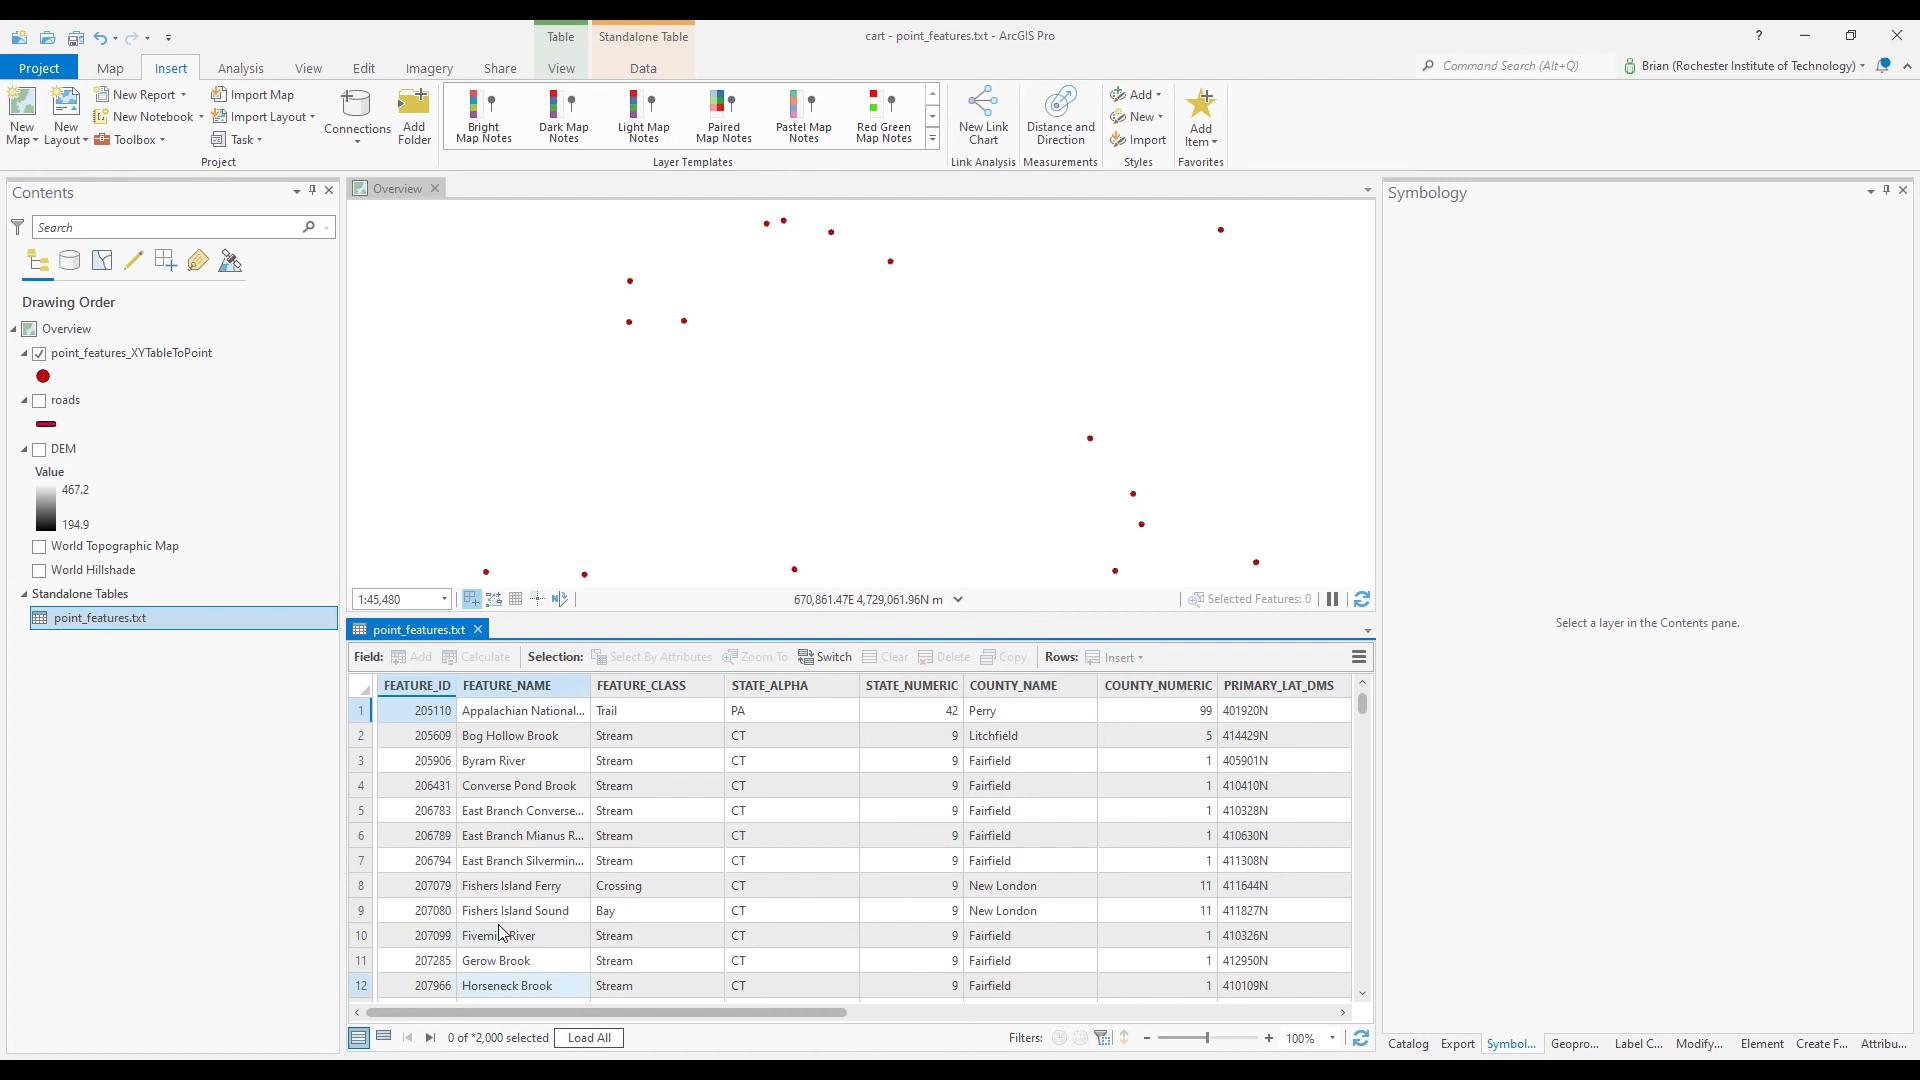 Table
Standalone Table
cart - point_features.txt - ArcGIS Pro
?
Project
Map
Insert
Analysis
View
Edit
Imagery
Share
View
Data
Command Search (Alt+Q)
Brian (Rochester Institute of Technology)
New Map
New Layout
New Report
New Notebook
Toolbox
Import Map
Import Layout
Task
Connections
Add Folder
Bright Map Notes
Dark Map Notes
Light Map Notes
Paired Map Notes
Pastel Map Notes
Red Green Map Notes
New Link Chart
Distance and Direction
Add
New
Import
Add Item
Project
Layer Templates
Link Analysis
Measurements
Styles
Favorites
Contents
Search
Drawing Order
Overview
point_features_XYTableToPoint
roads
DEM
Value
467.2
194.9
World Topographic Map
World Hillshade
Standalone Tables
point_features.txt
Overview
1:45,480
670,861.47E 4,729,061.96N m
Selected Features: 0
point_features.txt
Field: Add Calculate Selection: Select By Attributes Zoom To Switch Clear Delete Copy Rows: Insert
FEATURE_ID FEATURE_NAME FEATURE_CLASS STATE_ALPHA STATE_NUMERIC COUNTY_NAME COUNTY_NUMERIC PRIMARY_LAT_DMS
1 205110 Appalachian National... Trail PA 42 Perry 99 401920N
2 205609 Bog Hollow Brook Stream CT 9 Litchfield 5 414429N
3 205906 Byram River Stream CT 9 Fairfield 1 405901N
4 206431 Converse Pond Brook Stream CT 9 Fairfield 1 410410N
5 206783 East Branch Converse... Stream CT 9 Fairfield 1 410328N
6 206789 East Branch Mianus R... Stream CT 9 Fairfield 1 410630N
7 206794 East Branch Silvermin... Stream CT 9 Fairfield 1 411308N
8 207079 Fishers Island Ferry Crossing CT 9 New London 11 411644N
9 207080 Fishers Island Sound Bay CT 9 New London 11 411827N
10 207099 Fivemile River Stream CT 9 Fairfield 1 410326N
11 207285 Gerow Brook Stream CT 9 Fairfield 1 412950N
12 207966 Horseneck Brook Stream CT 9 Fairfield 1 410109N
0 of *2,000 selected
Load All
Filters:
100%
Symbology
Select a layer in the Contents pane.
Catalog
Export
Symbol...
Geopro...
Label C...
Modify...
Element
Create F...
Attribu...